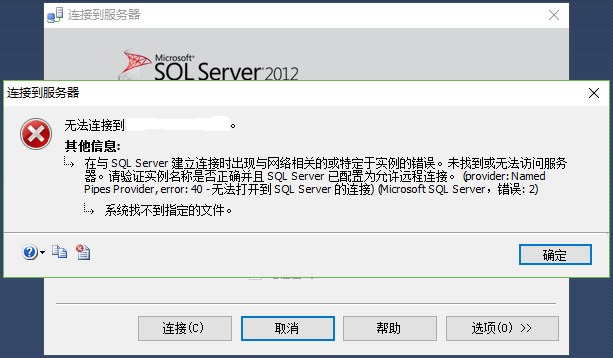 连接到服务器
Microsoft®
SQL Server 2012
连接到服务器
无法连接到 。
其他信息:
在与 SQL Server 建立连接时出现与网络相关的或特定于实例的错误。未找到或无法访问服务
器。请验证实例名称是否正确并且 SQL Server 已配置为允许远程连接。 (provider: Named
Pipes Provider, error: 40 - 无法打开到 SQL Server 的连接) (Microsoft SQL Server，错误: 2)
系统找不到指定的文件。
确定
连接(C)
取消
帮助
选项(O) >>